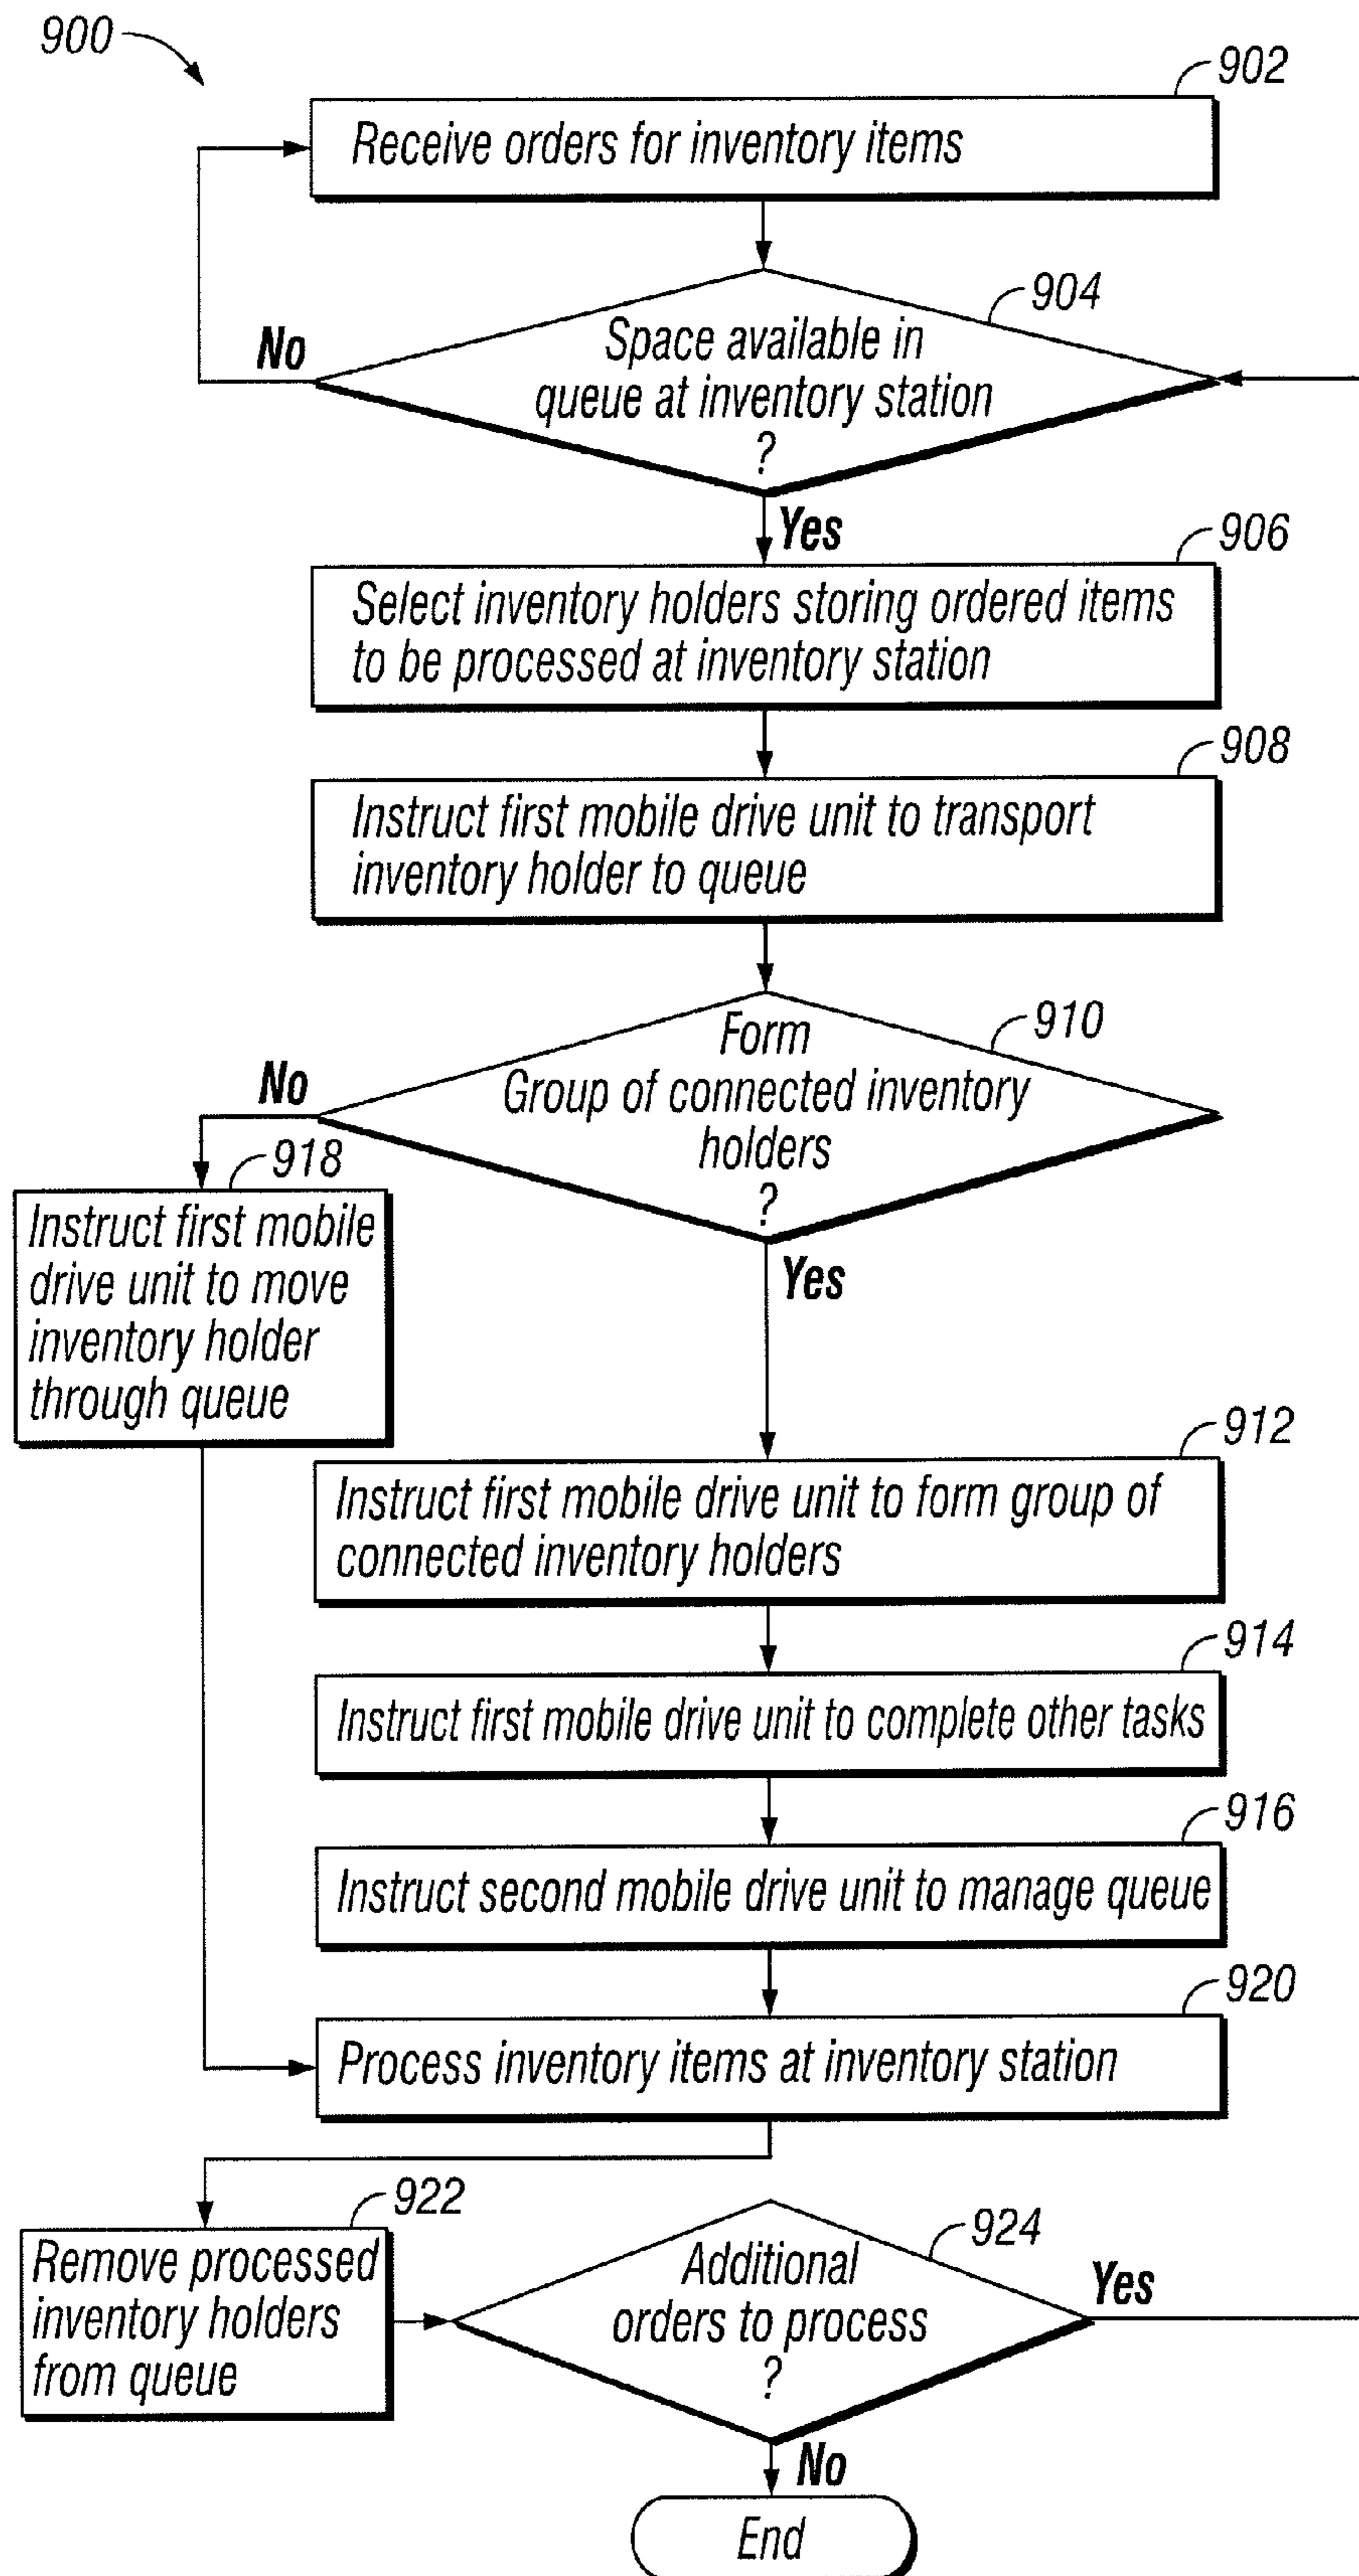 900
902
Receive orders for inventory items
904
Space available in
queue at inventory station
?
No
Yes
906
Select inventory holders storing ordered items
to be processed at inventory station
908
Instruct first mobile drive unit to transport
inventory holder to queue
910
Form
Group of connected inventory
holders
?
No
Yes
918
Instruct first mobile
drive unit to move
inventory holder
through queue
912
Instruct first mobile drive unit to form group of
connected inventory holders
914
Instruct first mobile drive unit to complete other tasks
916
Instruct second mobile drive unit to manage queue
920
Process inventory items at inventory station
922
Remove processed
inventory holders
from queue
924
Additional
orders to process
?
Yes
No
End